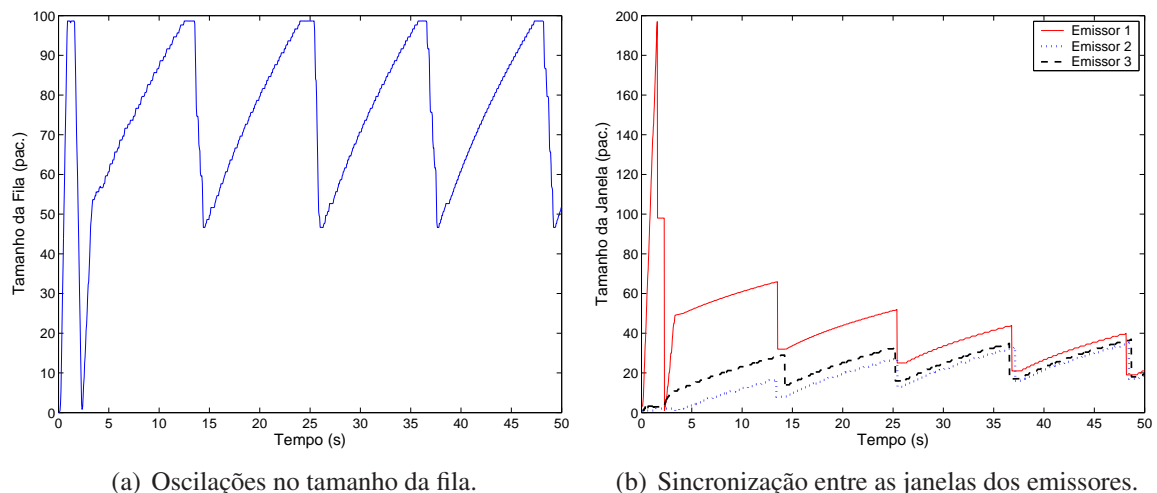 100
90
80
70
60
50
40
30
20
10
0
Tamanho da Fila (pac.)
0 5 10 15 20 25 30 35 40 45 50
Tempo (s)
(a) Oscilações no tamanho da fila.
200
180
160
140
120
100
80
60
40
20
0
Tamanho da Janela (pac.)
Emissor 1
Emissor 2
Emissor 3
0 5 10 15 20 25 30 35 40 45 50
Tempo (s)
(b) Sincronização entre as janelas dos emissores.